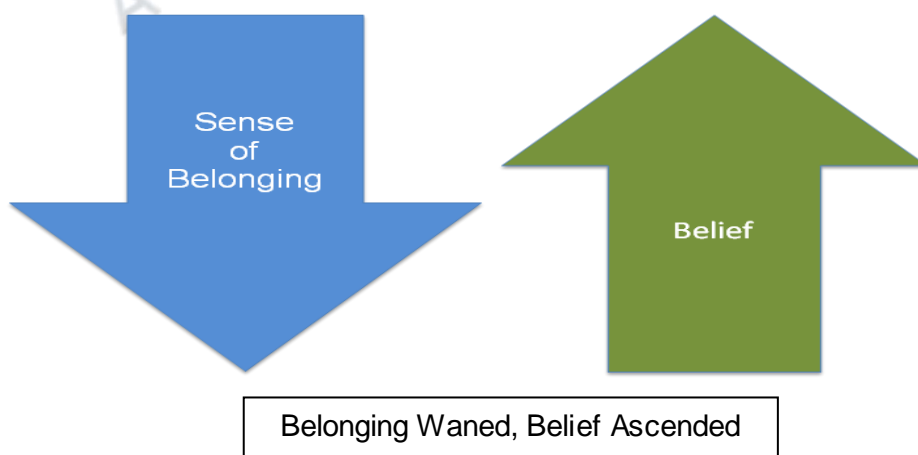 Sense
of
Belonging
Belief
Belonging Waned, Belief Ascended